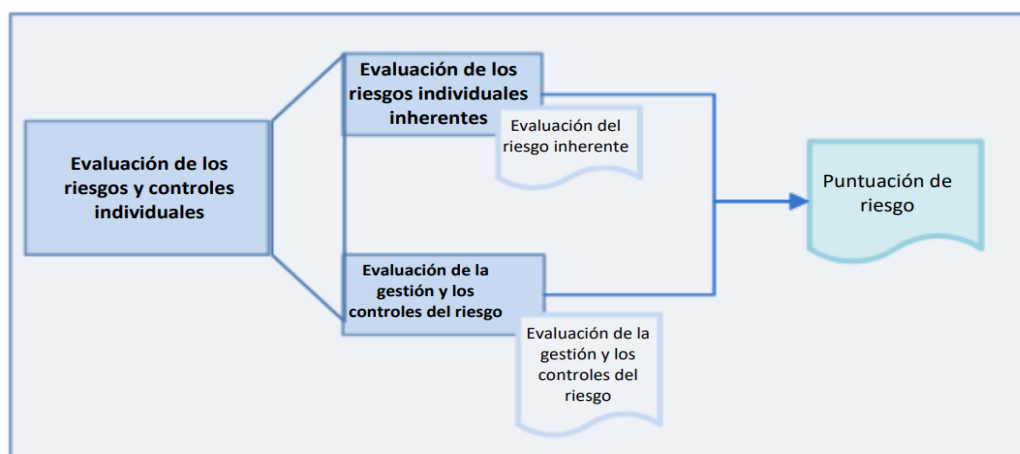 Evaluación de los
riesgos y controles
individuales
Evaluación de los
riesgos individuales
inherentes
Evaluación del
riesgo inherente
Evaluación de la
gestión y los
controles del riesgo
Evaluación de la
gestión y los
controles del
riesgo
Puntuación de
riesgo